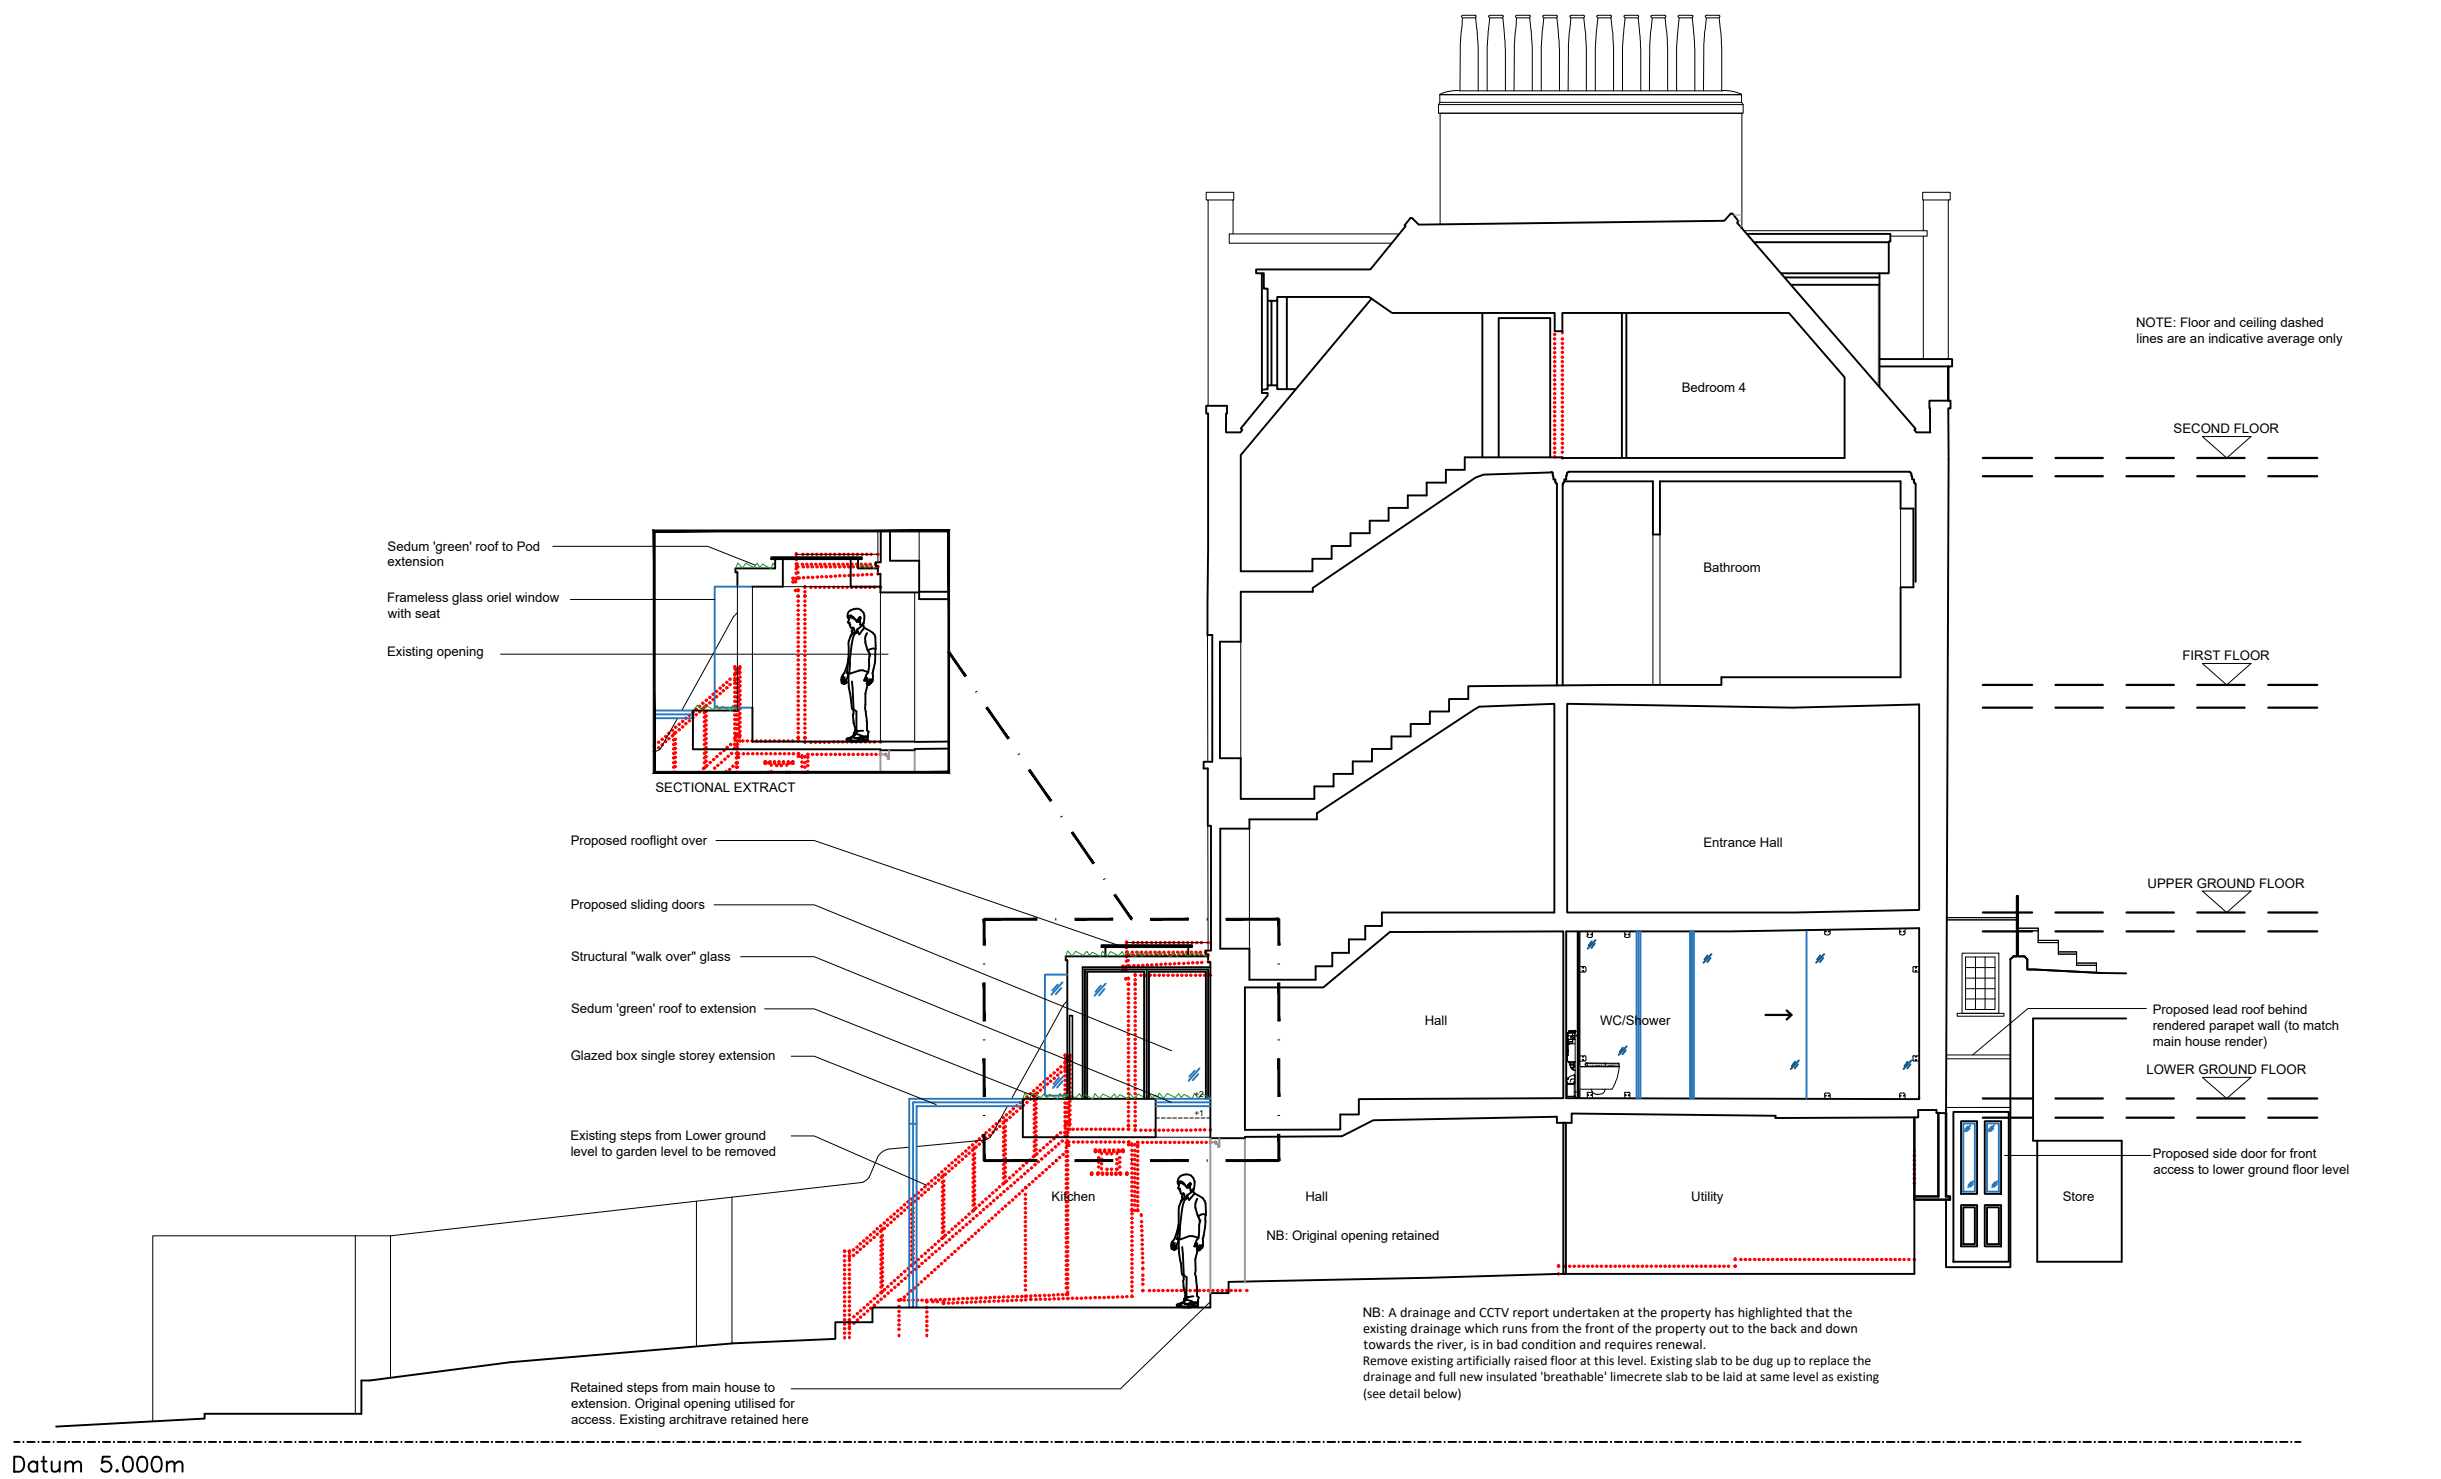 NOTE: Floor and ceiling dashed
lines are an indicative average only
Bedroom 4
SECOND FLOOR
Sedum 'green' roof to Pod
extension
Frameless glass oriel window
with seat
Existing opening
SECTIONAL EXTRACT
Bathroom
FIRST FLOOR
Proposed rooflight over
Entrance Hall
Proposed sliding doors
UPPER GROUND FLOOR
Structural "walk over" glass
Sedum 'green' roof to extension
Hall
WC/Shower
Proposed lead roof behind
rendered parapet wall (to match
main house render)
Glazed box single storey extension
LOWER GROUND FLOOR
+2
+1
Existing steps from Lower ground
level to garden level to be removed
Proposed side door for front
access to lower ground floor level
Kitchen
Hall
Utility
Store
NB: Original opening retained
NB: A drainage and CCTV report undertaken at the property has highlighted that the
existing drainage which runs from the front of the property out to the back and down
towards the river, is in bad condition and requires renewal.
Remove existing artificially raised floor at this level. Existing slab to be dug up to replace the
drainage and full new insulated 'breathable' limecrete slab to be laid at same level as existing
(see detail below)
Retained steps from main house to
extension. Original opening utilised for
access. Existing architrave retained here
Datum 5.000m